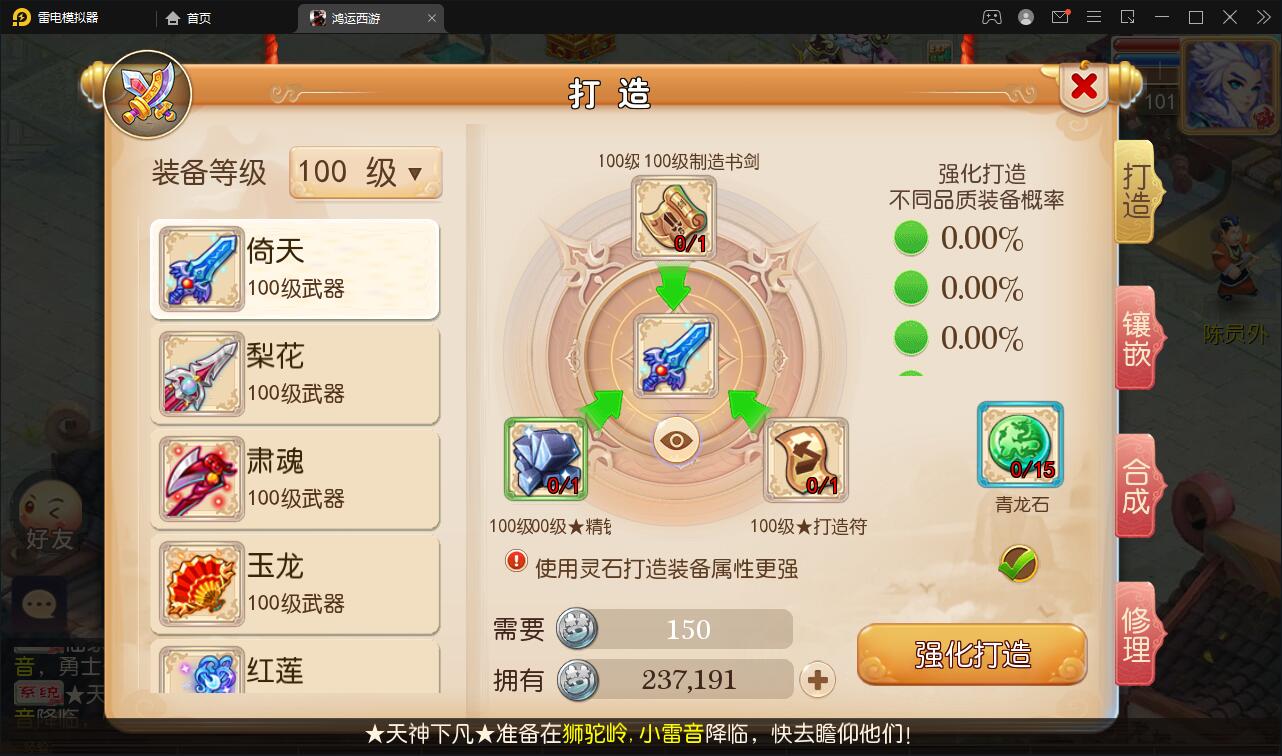 雷电模拟器
首页
鸿运西游
打造
101
装备等级
100 级
倚天
100级武器
梨花
100级武器
肃魂
100级武器
玉龙
100级武器
红莲
100级 100级制造书剑
0/1
0/1
0/1
100级★打造符
使用灵石打造装备属性更强
需要
150
拥有
237,191
强化打造
不同品质装备概率
0.00%
0.00%
0.00%
0/15
青龙石
强化打造
打造
镶嵌
合成
修理
陈员外
好友
音，勇士
系统 ★天
★天神下凡★准备在狮驼岭, 小雷音降临，快去瞻仰他们！